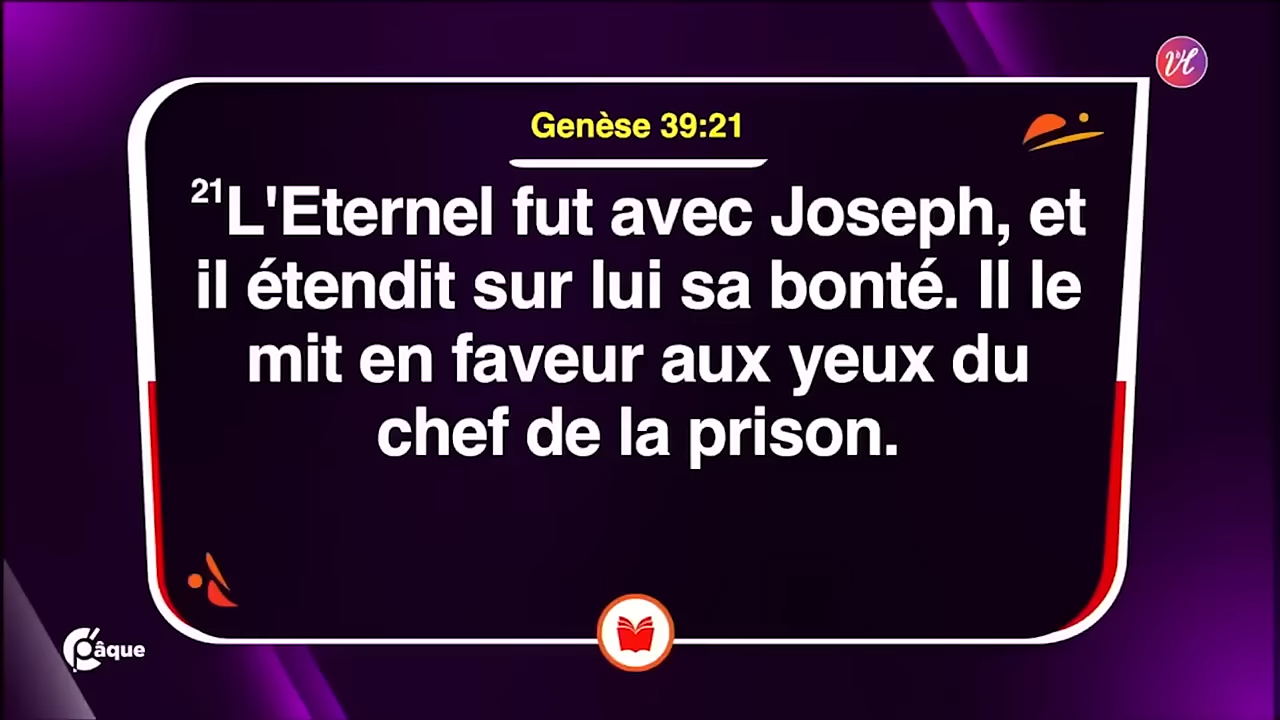 Genèse 39:21
21L'Eternel fut avec Joseph, et
il étendit sur lui sa bonté. Il le
mit en faveur aux yeux du
chef de la prison.
Pâque